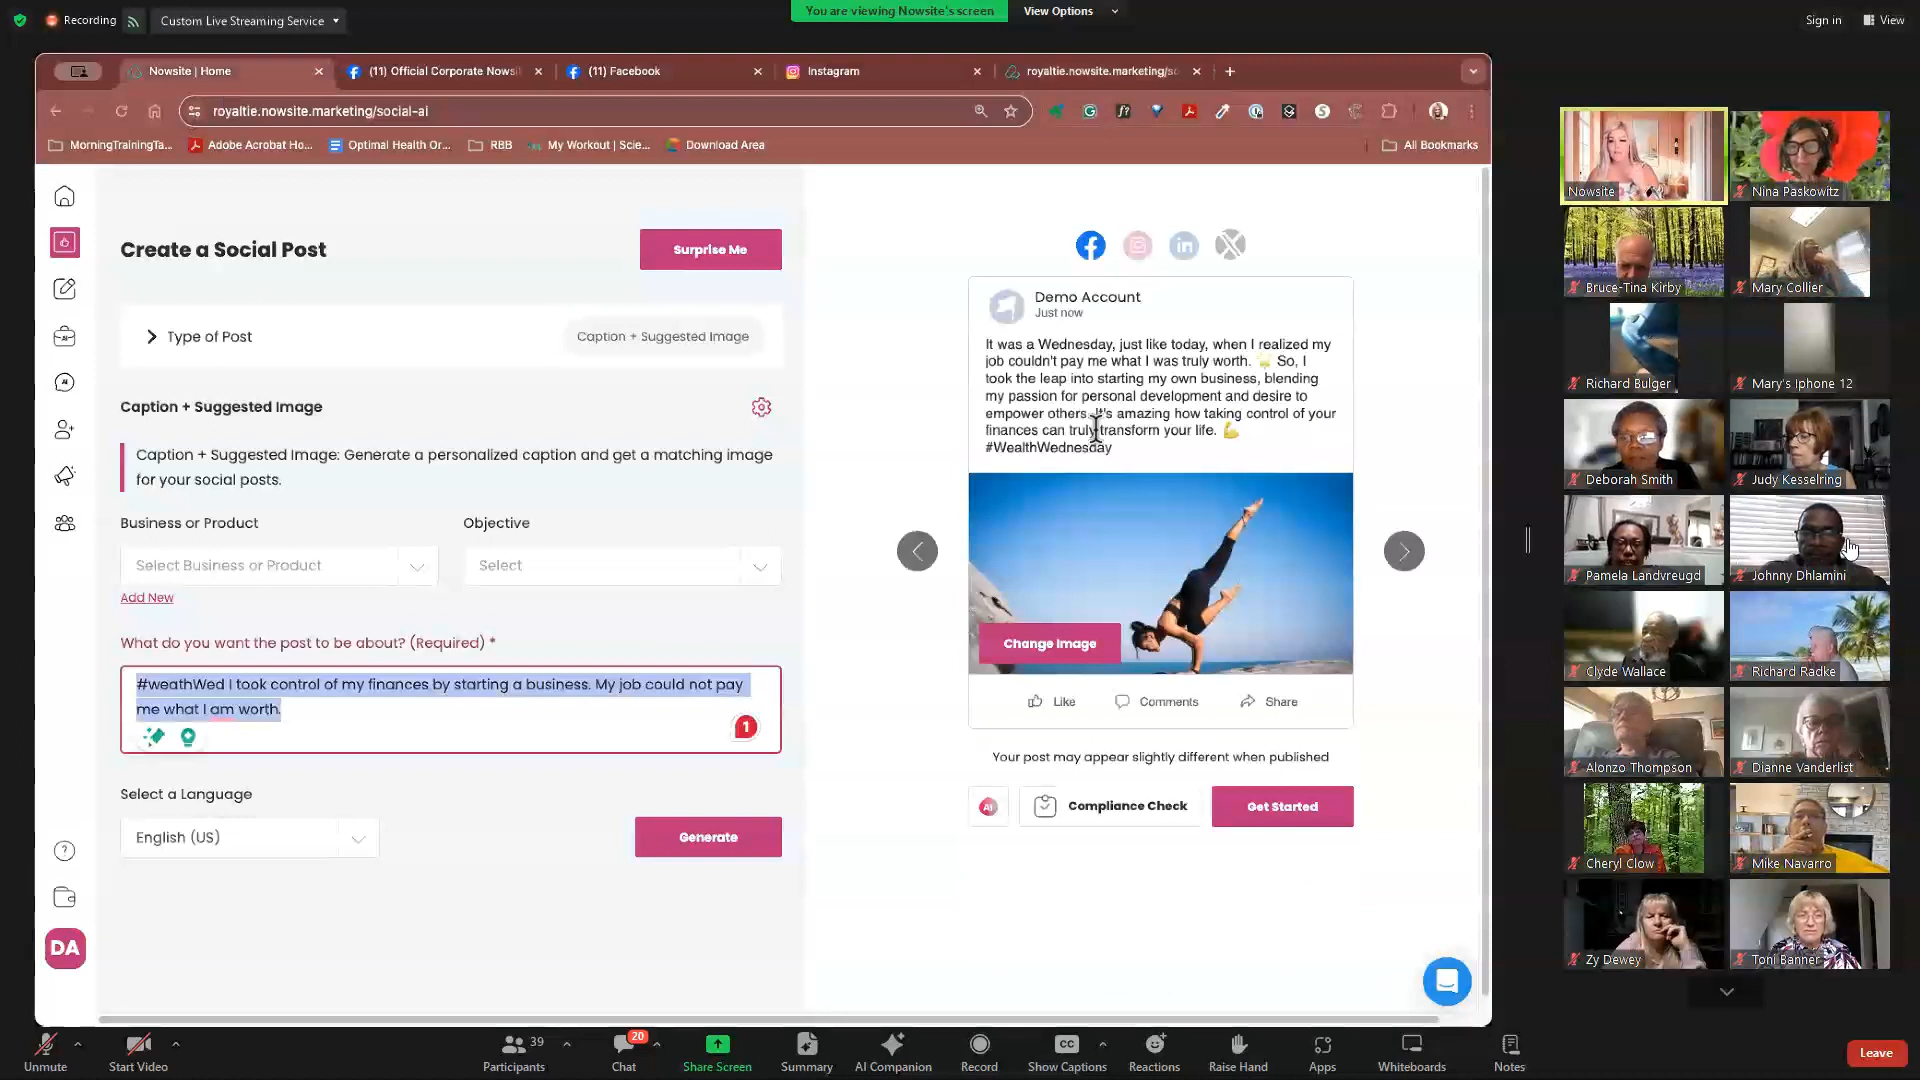 Recording
Custom Live Streaming Service
You are viewing Nowsite's screen
View Options
Sign in
View
Nowsite | Home
(11) Official Corporate Nowsi
(11) Facebook
Instagram
royaltie.nowsite.marketing/so
royaltie.nowsite.marketing/social-ai
MorningTrainingTa...
Adobe Acrobat Ho...
Optimal Health Or...
RBB
My Workout | Scie...
Download Area
All Bookmarks
Create a Social Post
Surprise Me
Type of Post
Caption + Suggested Image
Caption + Suggested Image
Caption + Suggested Image: Generate a personalized caption and get a matching image
for your social posts.
Business or Product
Objective
Select Business or Product
Select
Add New
What do you want the post to be about? (Required) *
#weathWed I took control of my finances by starting a business. My job could not pay
me what I am worth.
1
Select a Language
English (US)
Generate
DA
Demo Account
Just now
It was a Wednesday, just like today, when I realized my
job couldn't pay me what I was truly worth. So, I
took the leap into starting my own business, blending
my passion for personal development and desire to
empower others. It's amazing how taking control of your
finances can truly transform your life.
#WealthWednesday
Change Image
Like
Comments
Share
Your post may appear slightly different when published
AI
Compliance Check
Get Started
Nowsite
Nina Paskowitz
Bruce-Tina Kirby
Mary Collier
Richard Bulger
Mary's Iphone 12
Deborah Smith
Judy Kesselring
Pamela Landvreugd
Johnny Dhlamini
Clyde Wallace
Richard Radke
Alonzo Thompson
Dianne Vanderlist
Cheryl Clow
Mike Navarro
Zy Dewey
Toni Banner
Unmute
Start Video
Participants
39
Chat
20
Share Screen
Summary
AI Companion
Record
CC
Show Captions
Reactions
Raise Hand
Apps
Whiteboards
Notes
Leave